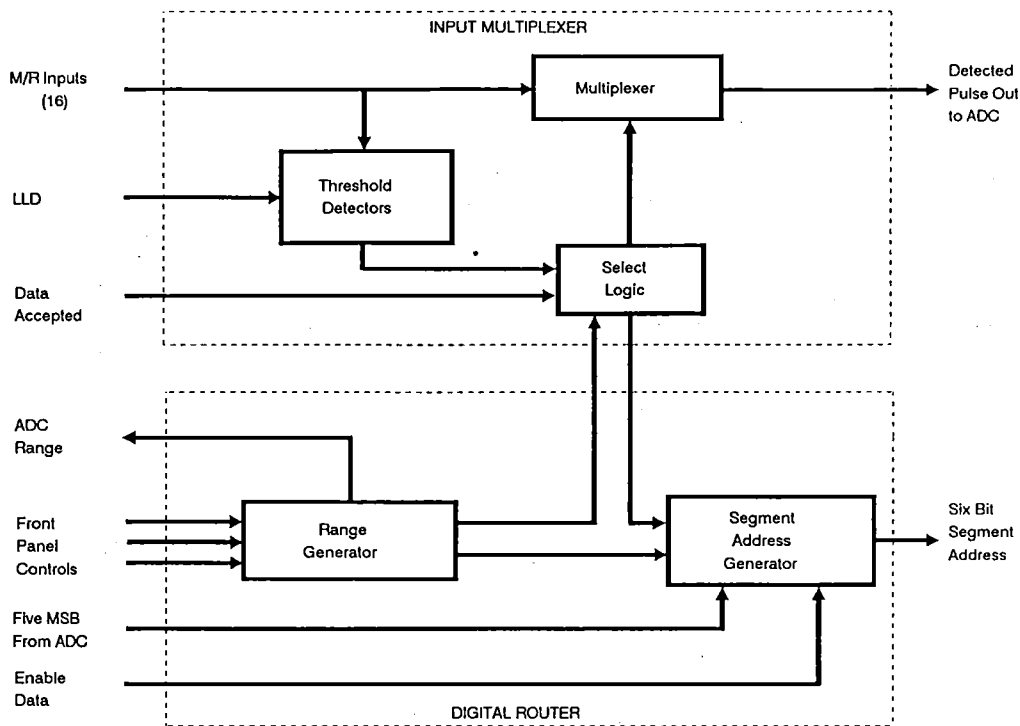 INPUT MULTIPLEXER
M/R Inputs
(16)
Multiplexer
Detected
Pulse Out
to ADC
LLD
Threshold
Detectors
Data
Accepted
Select
Logic
ADC
Range
Front
Panel
Controls
Range
Generator
Segment
Address
Generator
Six Bit
Segment
Address
Five MSB
From ADC
Enable
Data
DIGITAL ROUTER